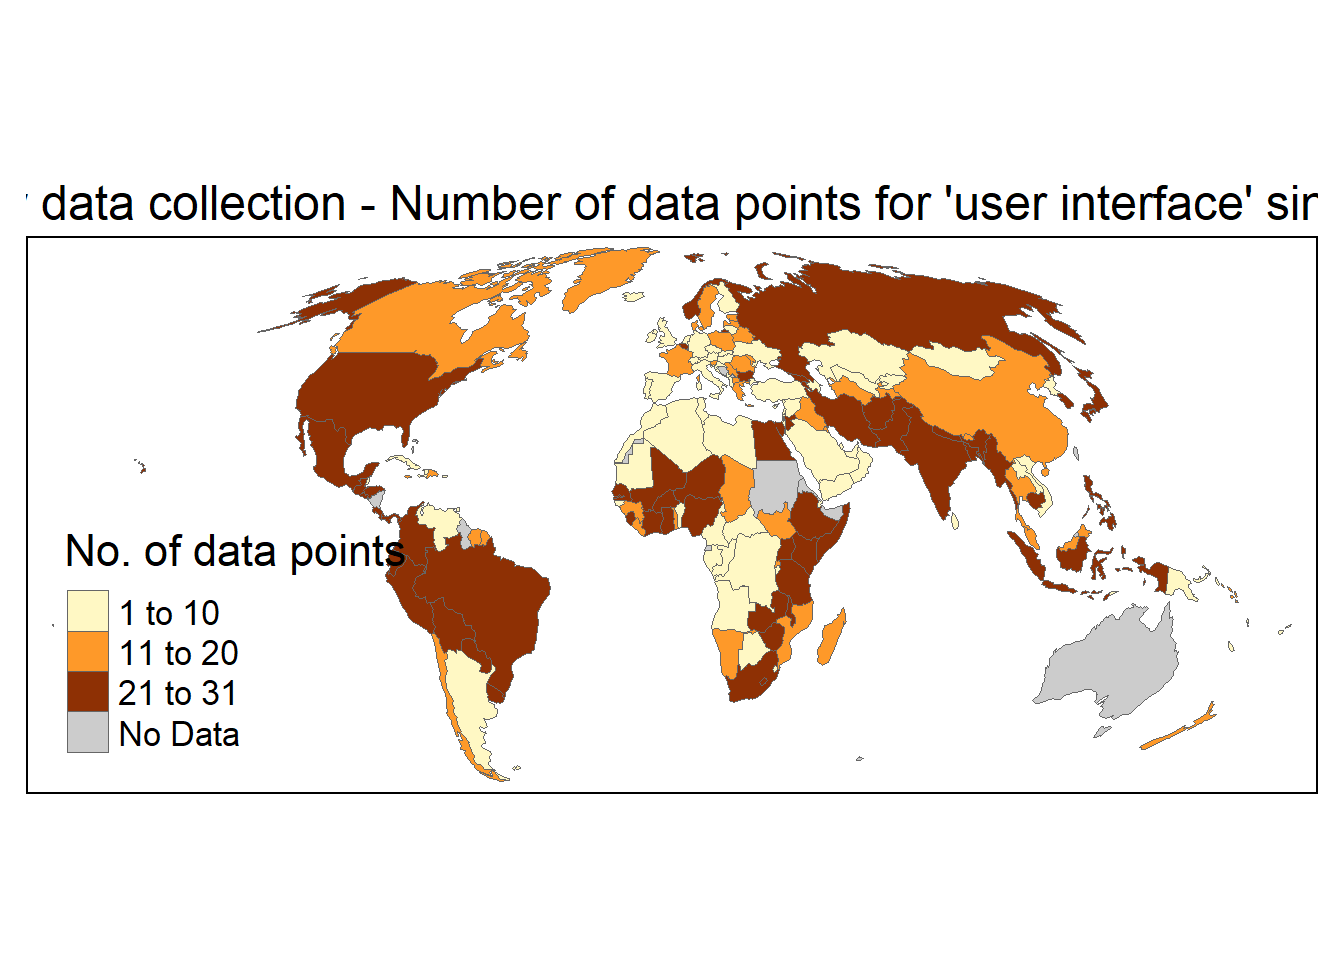 data collection - Number of data points for 'user interface'
No. of data points
1 to 10
11 to 20
21 to 31
No Data